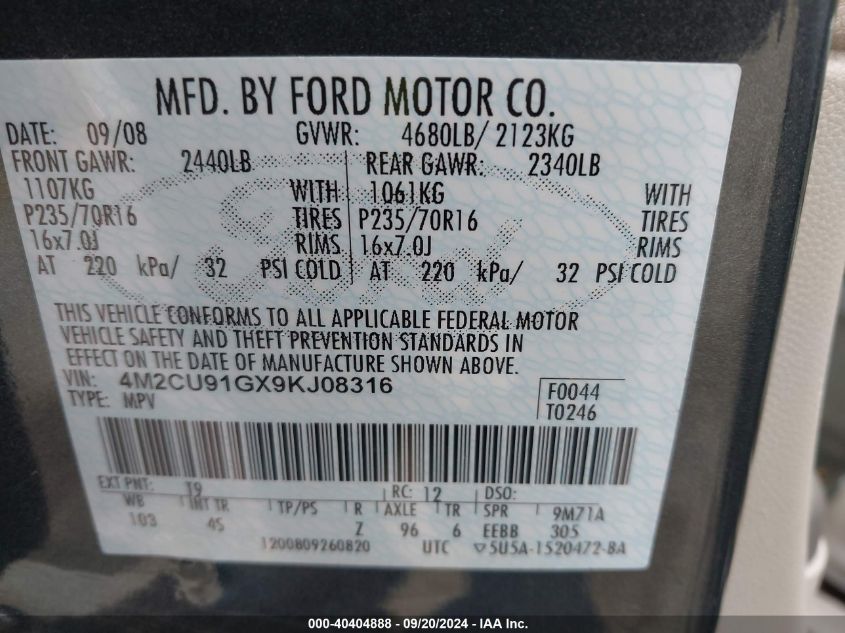 MFD. BY FORD MOTOR CO.
DATE: 09/08 GVWR: 4680LB/ 2123KG
FRONT GAWR: 2440LB REAR GAWR: 2340LB
1107KG WITH 1061KG WITH
P235/70R16 TIRES P235/70R16 TIRES
16x7.0J RIMS 16x7.0J RIMS
AT 220 kPa/ 32 PSI COLD AT 220 kPa/ 32 PSI COLD
THIS VEHICLE CONFORMS TO ALL APPLICABLE FEDERAL MOTOR
VEHICLE SAFETY AND THEFT PREVENTION STANDARDS IN
EFFECT ON THE DATE OF MANUFACTURE SHOWN ABOVE.
VIN: 4M2CU91GX9KJ08316 F0044
TYPE: MPV T0246
EXT PNT: T9 RC: 12 DSO:
WB INT TR TP/PS R AXLE TR SPR 9M71A
103 45 Z 96 6 EEBB 305
1200809260820 UTC ▽5U5A-1520472-BA
000-40404888 - 09/20/2024 - IAA Inc.